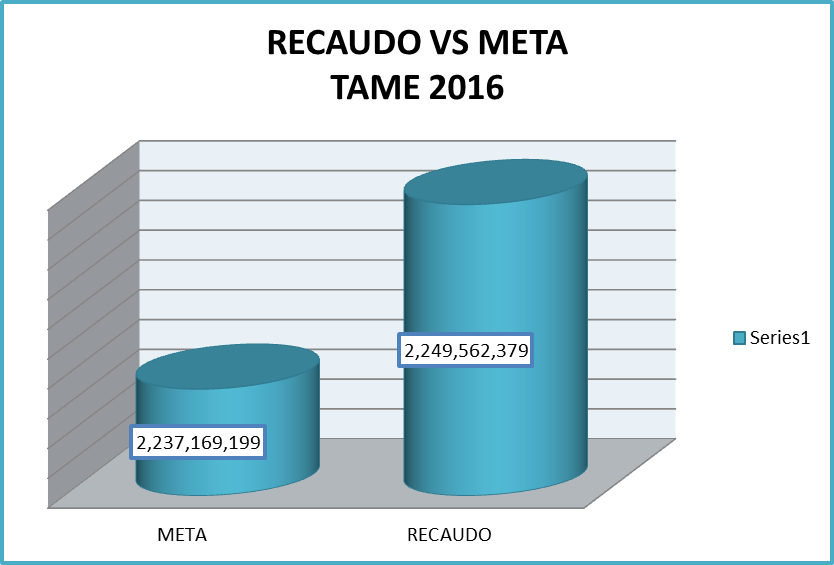 RECAUDO VS META
TAME 2016
2,237,169,199
2,249,562,379
Series1
META
RECAUDO